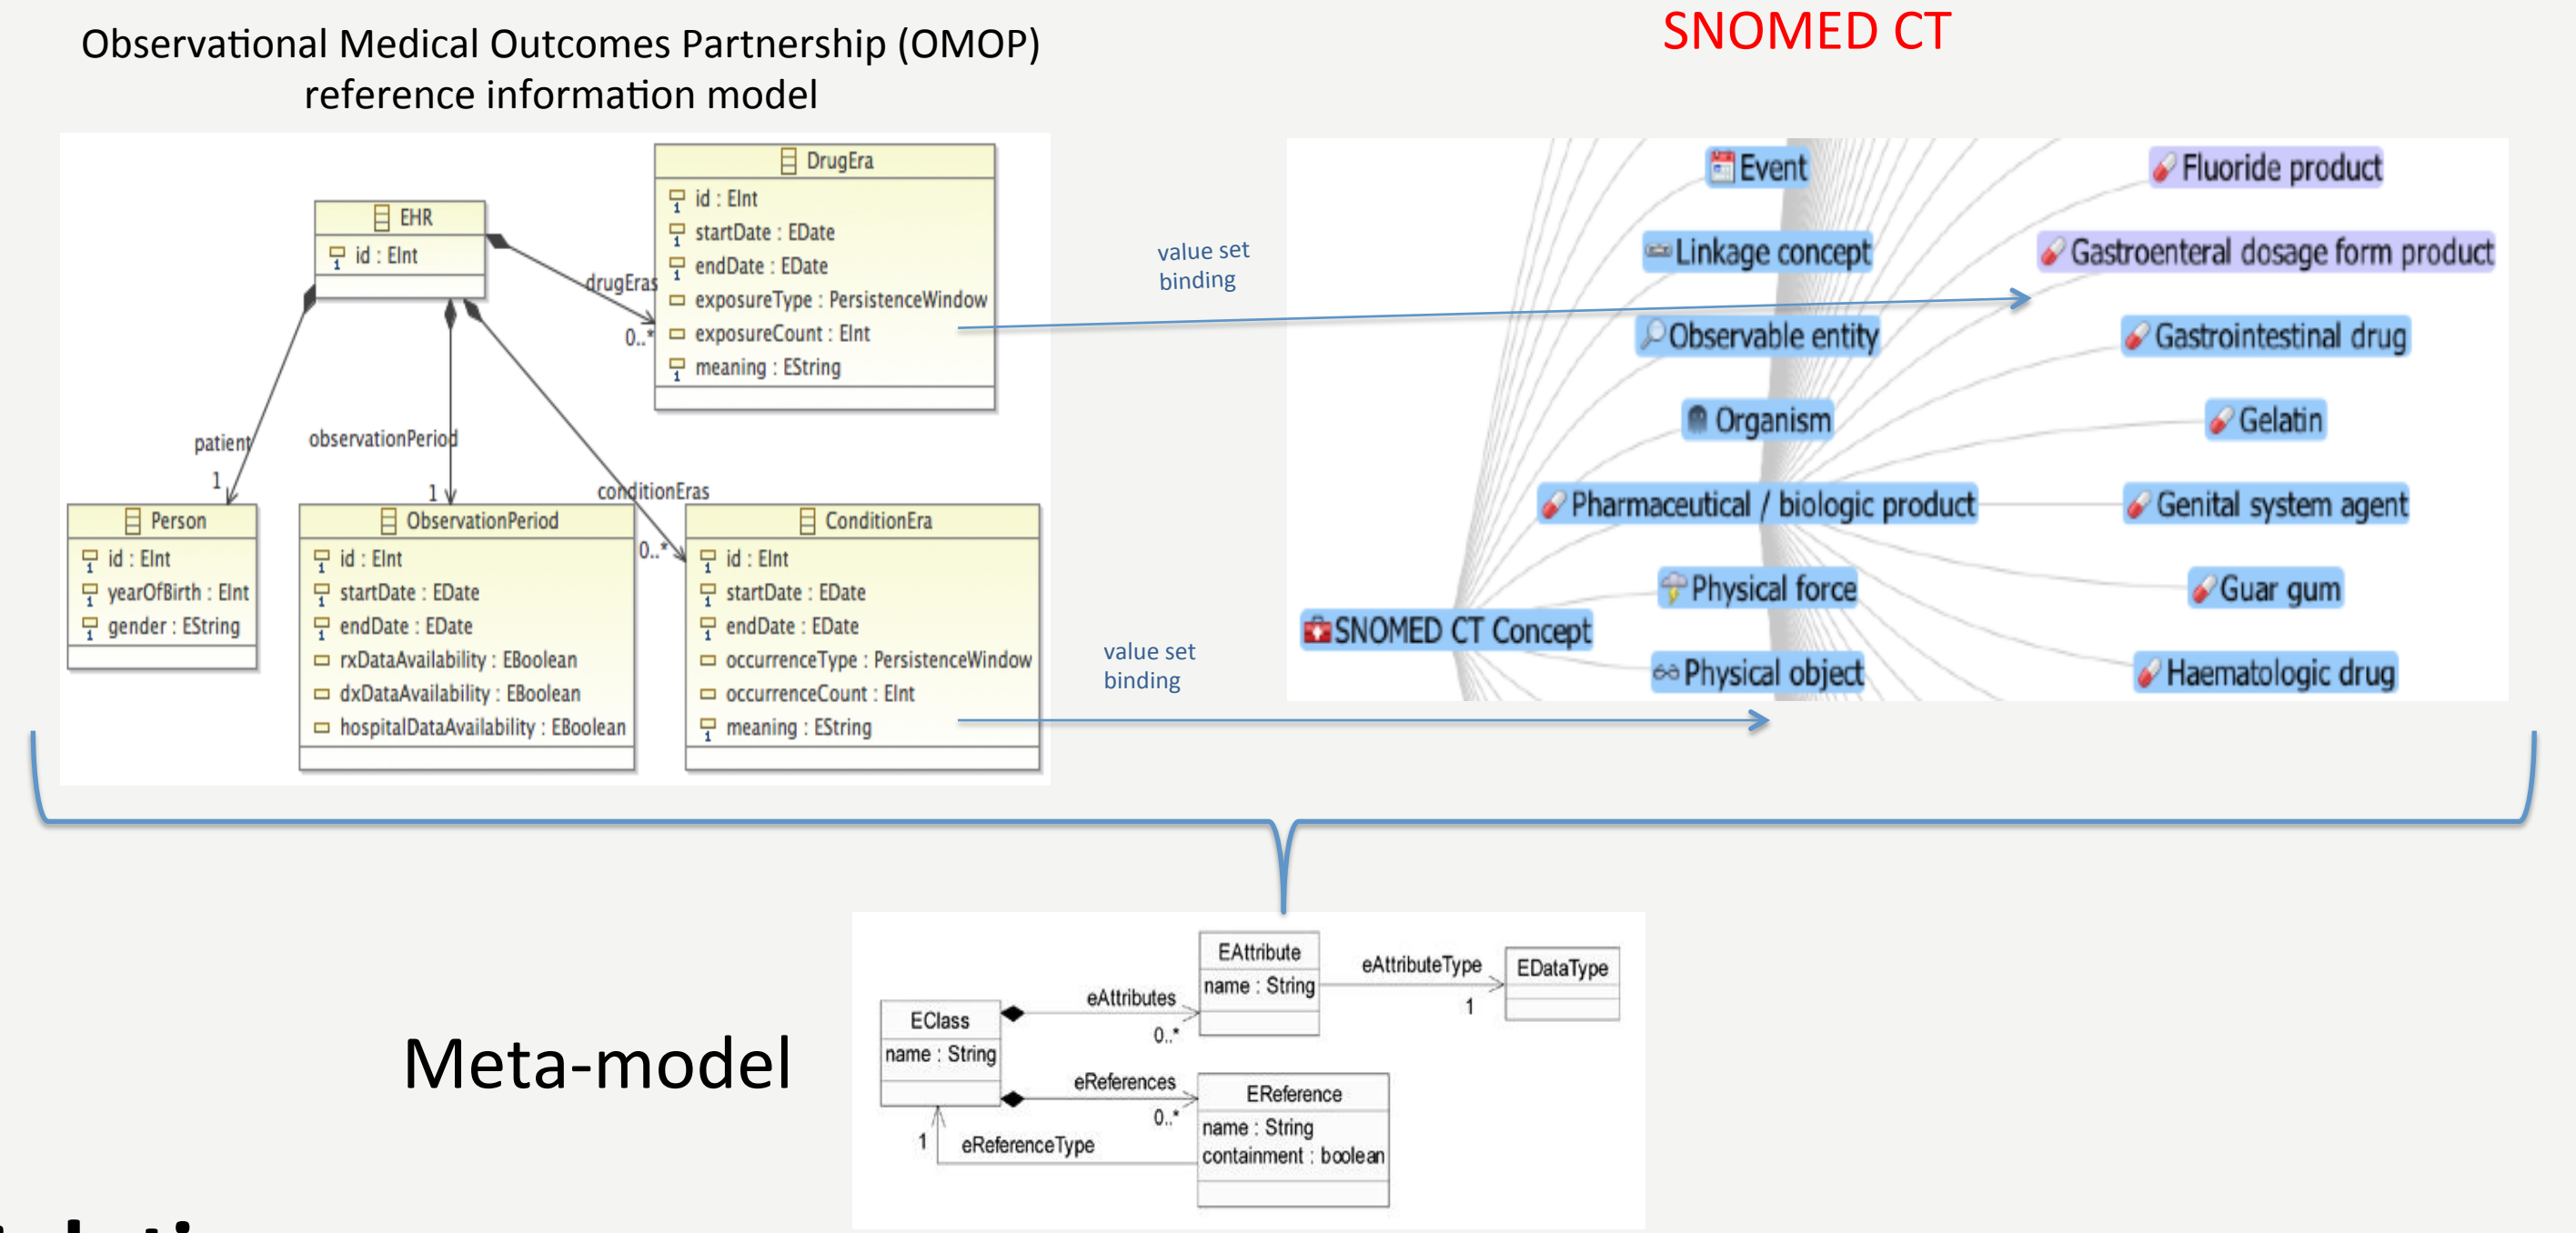 Observational Medical Outcomes Partnership (OMOP)
reference information model
SNOMED CT
DrugEra
id : EInt
startDate : EDate
endDate : EDate
exposureType : PersistenceWindow
exposureCount : EInt
meaning : EString
EHR
id : EInt
drugEras
0..*
patient
1
observationPeriod
1
conditionEras
0..*
Person
id : EInt
yearOfBirth : EInt
gender : EString
ObservationPeriod
id : EInt
startDate : EDate
endDate : EDate
rxDataAvailability : EBoolean
dxDataAvailability : EBoolean
hospitalDataAvailability : EBoolean
ConditionEra
id : EInt
startDate : EDate
endDate : EDate
occurrenceType : PersistenceWindow
occurrenceCount : EInt
meaning : EString
value set
binding
value set
binding
Event
Linkage concept
Observable entity
Organism
Pharmaceutical / biologic product
Physical force
SNOMED CT Concept
Physical object
Fluoride product
Gastroenteral dosage form product
Gastrointestinal drug
Gelatin
Genital system agent
Guar gum
Haematologic drug
Meta-model
EClass
name : String
eAttributes
0..*
EAttribute
name : String
eAttributeType
1
EDataType
eReferences
0..*
EReference
name : String
containment : boolean
1
eReferenceType